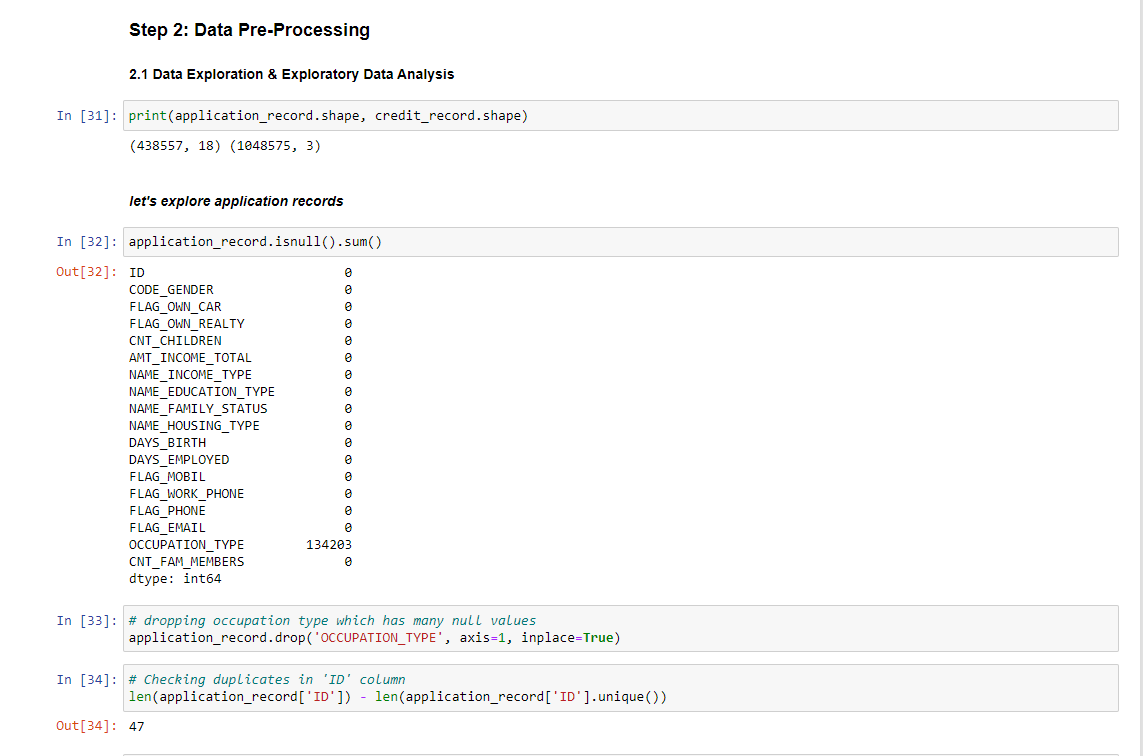 Step 2: Data Pre-Processing
2.1 Data Exploration & Exploratory Data Analysis
In [31]: print(application_record.shape, credit_record.shape)
(438557, 18) (1048575, 3)
let's explore application records
In [32]: application_record.isnull().sum()
Out[32]: ID 0
CODE_GENDER 0
FLAG_OWN_CAR 0
FLAG_OWN_REALTY 0
CNT_CHILDREN 0
AMT_INCOME_TOTAL 0
NAME_INCOME_TYPE 0
NAME_EDUCATION_TYPE 0
NAME_FAMILY_STATUS 0
NAME_HOUSING_TYPE 0
DAYS_BIRTH 0
DAYS_EMPLOYED 0
FLAG_MOBIL 0
FLAG_WORK_PHONE 0
FLAG_PHONE 0
FLAG_EMAIL 0
OCCUPATION_TYPE 134203
CNT_FAM_MEMBERS 0
dtype: int64
In [33]: # dropping occupation type which has many null values
application_record.drop('OCCUPATION_TYPE', axis=1, inplace=True)
In [34]: # Checking duplicates in 'ID' column
len(application_record['ID']) - len(application_record['ID'].unique())
Out[34]: 47